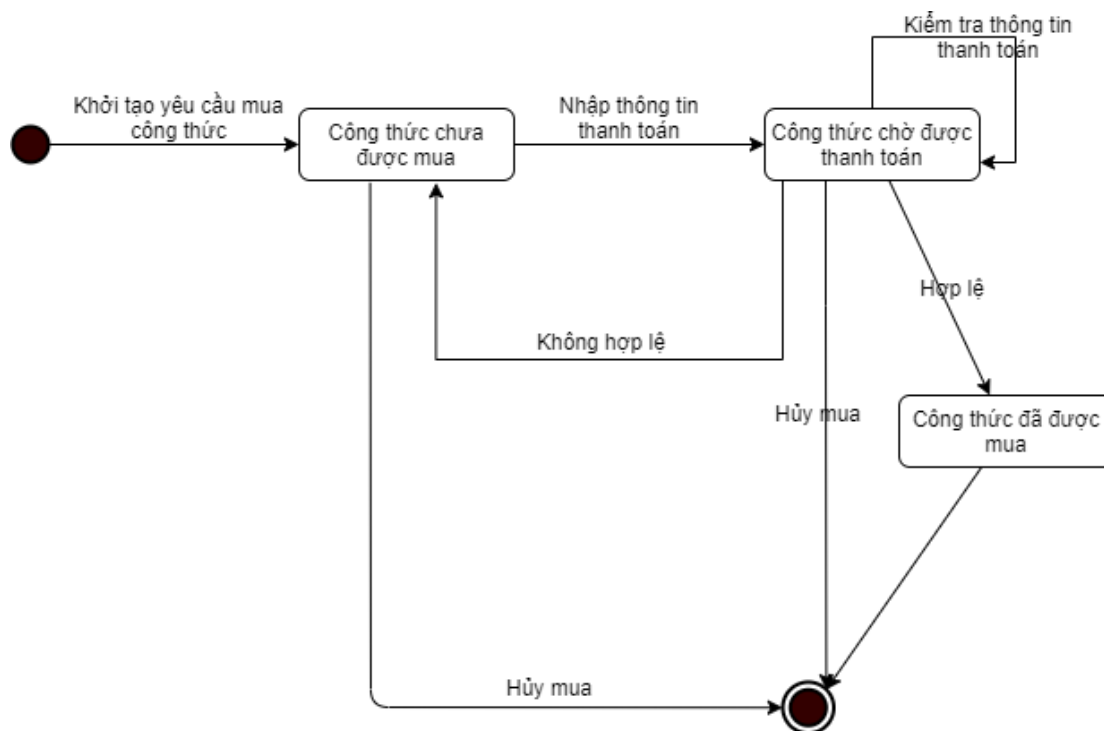 Kiểm tra thông tin
thanh toán
Khởi tạo yêu cầu mua
công thức
Nhập thông tin
thanh toán
Công thức chưa
được mua
Công thức chờ được
thanh toán
Hợp lệ
Không hợp lệ
Hủy mua
Công thức đã được
mua
Hủy mua